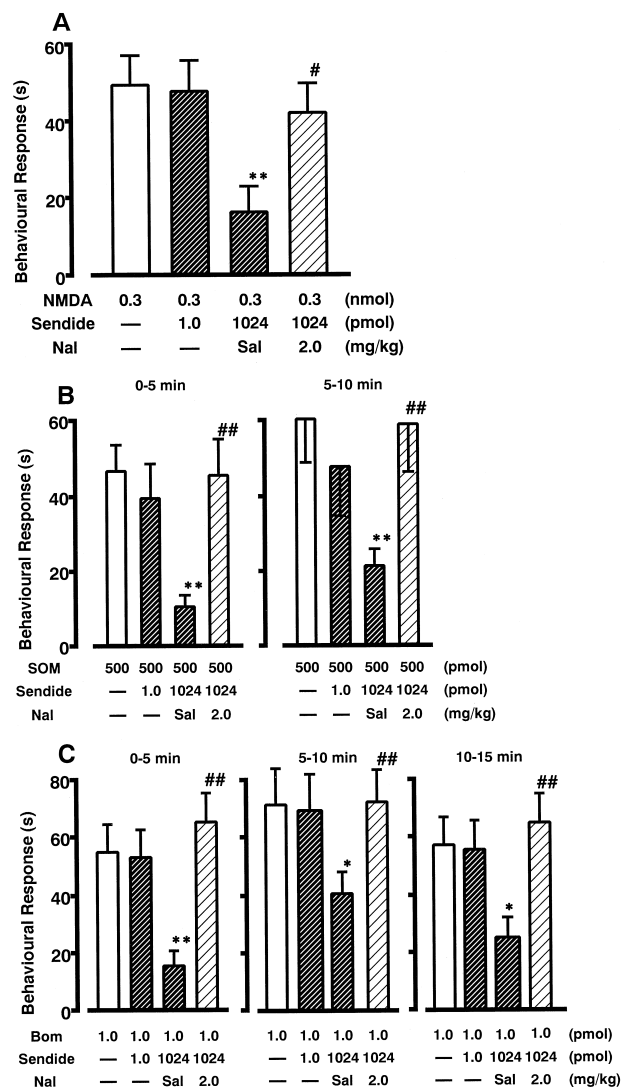 A
60
40
20
0
Behavioural Response (s)
**
#
NMDA 0.3 0.3 0.3 0.3 (nmol)
Sendide — 1.0 1024 1024 (pmol)
Nal — — Sal 2.0 (mg/kg)
B
0-5 min 5-10 min
60
40
20
0
Behavioural Response (s)
** ## ** ##
SOM 500 500 500 500 500 500 500 500 (pmol)
Sendide — 1.0 1024 1024 — 1.0 1024 1024 (pmol)
Nal — — Sal 2.0 — — Sal 2.0 (mg/kg)
C
0-5 min 5-10 min 10-15 min
80
60
40
20
0
Behavioural Response (s)
** ## * ## * ##
Bom 1.0 1.0 1.0 1.0 1.0 1.0 1.0 1.0 1.0 1.0 1.0 1.0 (pmol)
Sendide — 1.0 1024 1024 — 1.0 1024 1024 — 1.0 1024 1024 (pmol)
Nal — — Sal 2.0 — — Sal 2.0 — — Sal 2.0 (mg/kg)